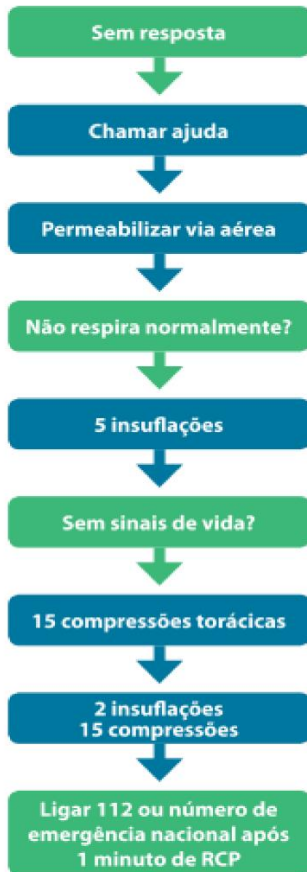 Sem resposta
Chamar ajuda
Permeabilizar via aérea
Não respira normalmente?
5 insuflações
Sem sinais de vida?
15 compressões torácicas
2 insuflações
15 compressões
Ligar 112 ou número de
emergência nacional após
1 minuto de RCP